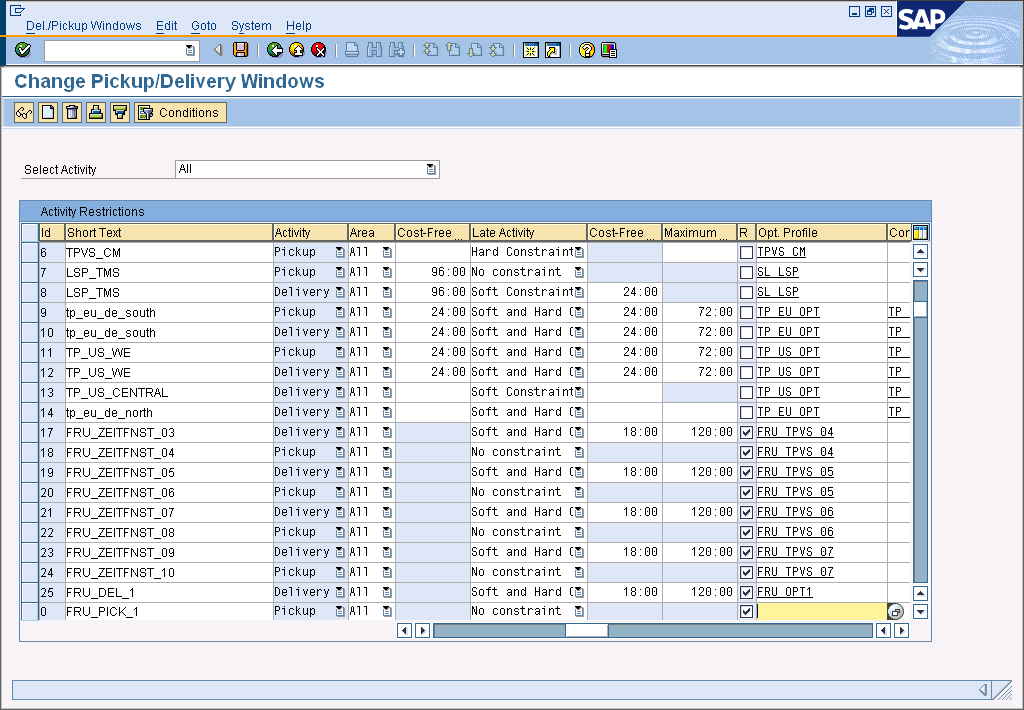 Del./Pickup Windows Edit Goto System Help
SAP
Change Pickup/Delivery Windows
Conditions
Select Activity All
Activity Restrictions
Id Short Text Activity Area Cost-Free ... Late Activity Cost-Free ... Maximum ... R Opt. Profile Cor
6 TPVS_CM Pickup All Hard Constraint TPVS_CM
7 LSP_TMS Pickup All 96:00 No constraint SL_LSP
8 LSP_TMS Delivery All 96:00 Soft Constraint 24:00 SL_LSP
9 tp_eu_de_south Pickup All 24:00 Soft and Hard C 24:00 72:00 TP_EU_OPT TP_
10 tp_eu_de_south Delivery All 24:00 Soft and Hard C 24:00 72:00 TP_EU_OPT TP_
11 TP_US_WE Pickup All 24:00 Soft and Hard C 24:00 72:00 TP_US_OPT TP_
12 TP_US_WE Delivery All 24:00 Soft and Hard C 24:00 72:00 TP_US_OPT TP_
13 TP_US_CENTRAL Delivery All Soft Constraint TP_US_OPT TP_
14 tp_eu_de_north Delivery All Soft and Hard C TP_EU_OPT TP_
17 FRU_ZEITFNST_03 Delivery All Soft and Hard C 18:00 120:00 FRU_TPVS_04
18 FRU_ZEITFNST_04 Pickup All No constraint FRU_TPVS_04
19 FRU_ZEITFNST_05 Delivery All Soft and Hard C 18:00 120:00 FRU_TPVS_05
20 FRU_ZEITFNST_06 Pickup All No constraint FRU_TPVS_05
21 FRU_ZEITFNST_07 Delivery All Soft and Hard C 18:00 120:00 FRU_TPVS_06
22 FRU_ZEITFNST_08 Pickup All No constraint FRU_TPVS_06
23 FRU_ZEITFNST_09 Delivery All Soft and Hard C 18:00 120:00 FRU_TPVS_07
24 FRU_ZEITFNST_10 Pickup All No constraint FRU_TPVS_07
25 FRU_DEL_1 Delivery All Soft and Hard C 18:00 120:00 FRU_OPT1
0 FRU_PICK_1 Pickup All No constraint